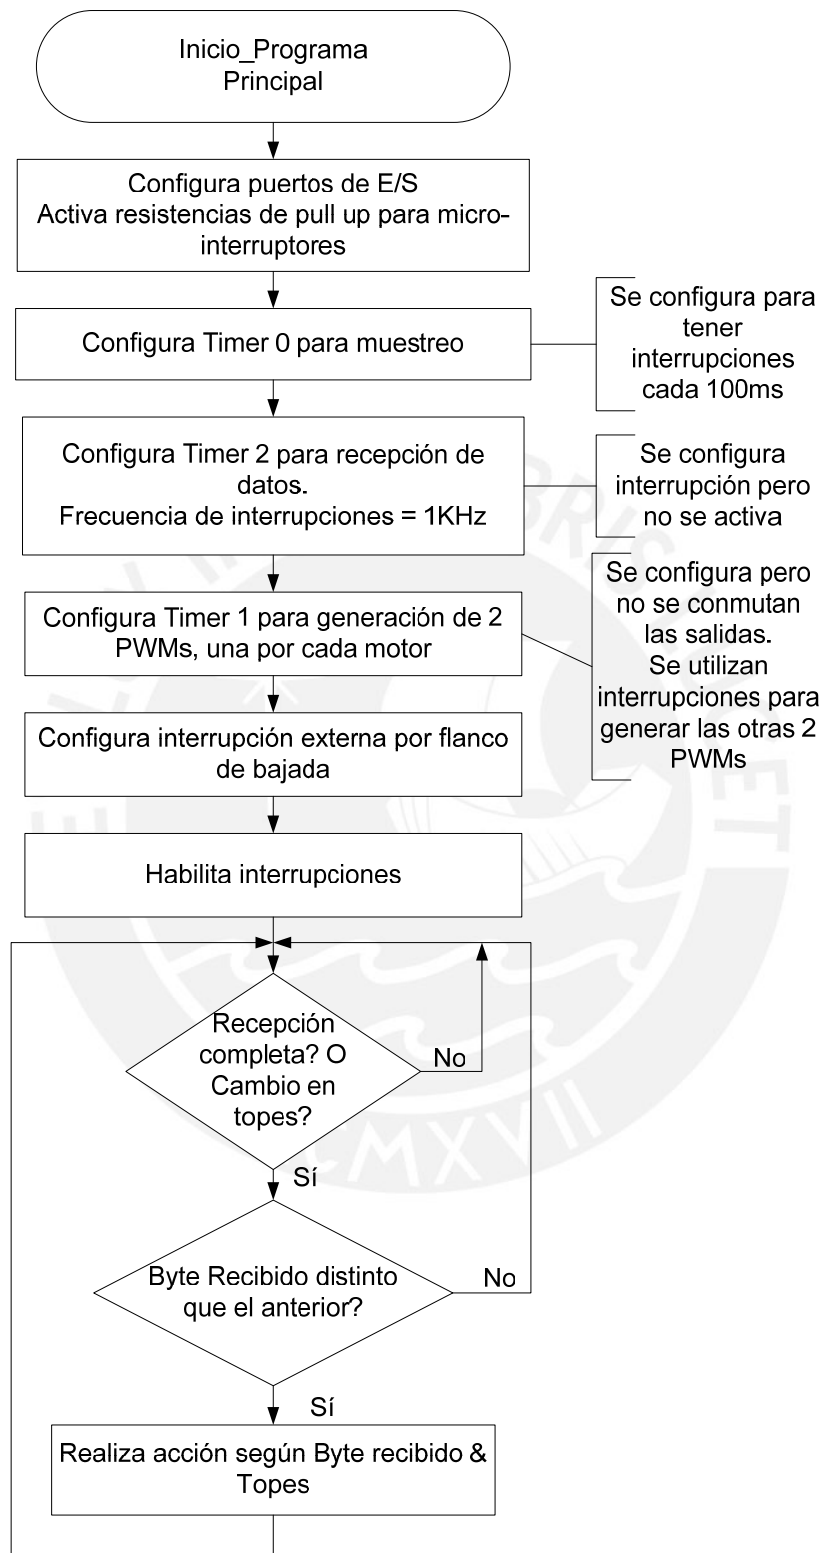 Inicio_Programa
Principal
Configura puertos de E/S
Activa resistencias de pull up para micro-
interruptores
Configura Timer 0 para muestreo
Se configura para
tener
interrupciones
cada 100ms
Configura Timer 2 para recepción de
datos.
Frecuencia de interrupciones = 1KHz
Se configura
interrupción pero
no se activa
Configura Timer 1 para generación de 2
PWMs, una por cada motor
Se configura pero
no se conmutan
las salidas.
Se utilizan
interrupciones para
generar las otras 2
PWMs
Configura interrupción externa por flanco
de bajada
Habilita interrupciones
Recepción
completa? O
Cambio en
topes?
No
Sí
Byte Recibido distinto
que el anterior?
No
Sí
Realiza acción según Byte recibido &
Topes